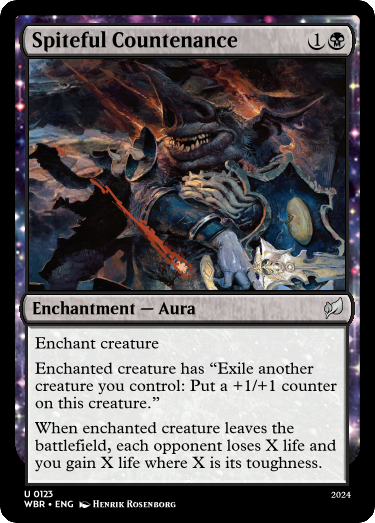 Spiteful Countenance 1
Enchantment — Aura
Enchant creature
Enchanted creature has “Exile another
creature you control: Put a +1/+1 counter
on this creature.”
When enchanted creature leaves the
battlefield, each opponent loses X life and
you gain X life where X is its toughness.
U 0123
2024
WBR • ENG Henrik Rosenborg